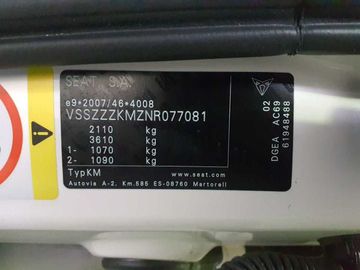 SEAT S.A.
e9*2007/46*4008
VSSZZZKMZNR077081
2110 kg
3610 kg
1- 1070 kg
2- 1090 kg
TypKM www.seat.com
Autovia A-2, Km.585 ES-08760 Martorell
02
DGEA AC69
61948488